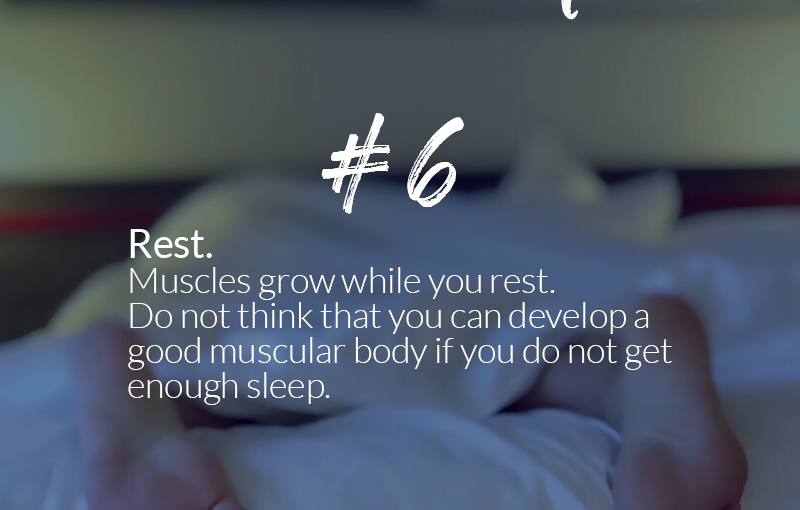 #6
Rest.
Muscles grow while you rest.
Do not think that you can develop a
good muscular body if you do not get
enough sleep.